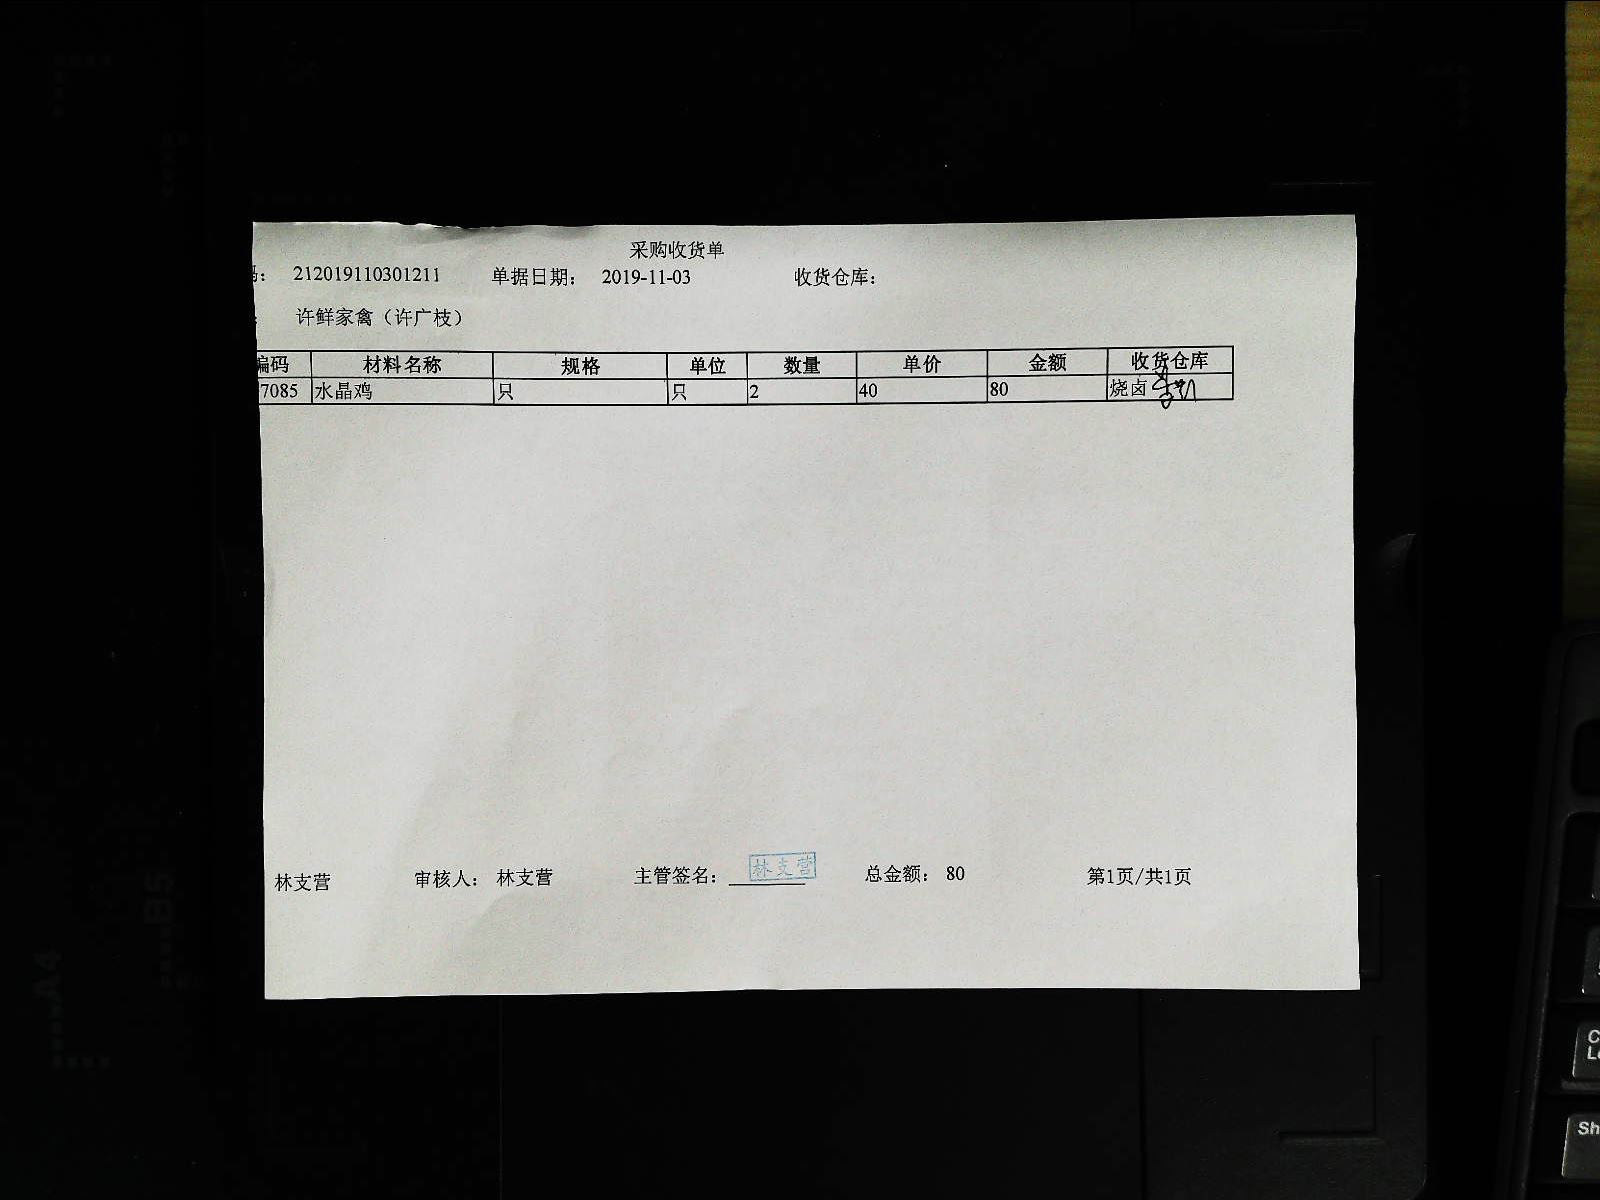 采购收货单
码: 212019110301211 单据日期: 2019-11-03 收货仓库:
: 许鲜家禽（许广枝）
编码 材料名称 规格 单位 数量 单价 金额 收货仓库
7085 水晶鸡 只 只 2 40 80 烧卤
林支营 审核人: 林支营 主管签名: 林支营 总金额: 80 第1页/共1页
A4
B5
Sh